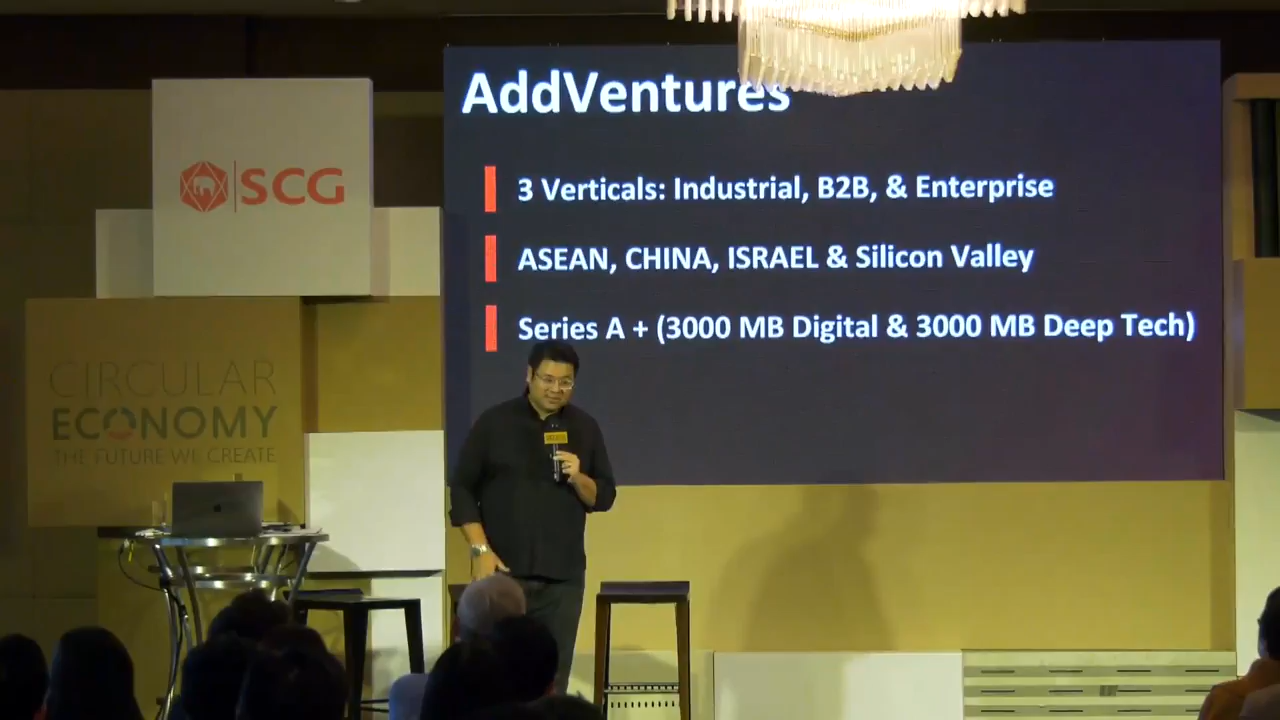 AddVentures
SCG
3 Verticals: Industrial, B2B, & Enterprise
ASEAN, CHINA, ISRAEL & Silicon Valley
Series A + (3000 MB Digital & 3000 MB Deep Tech)
CIRCULAR
ECONOMY
THE FUTURE WE CREATE